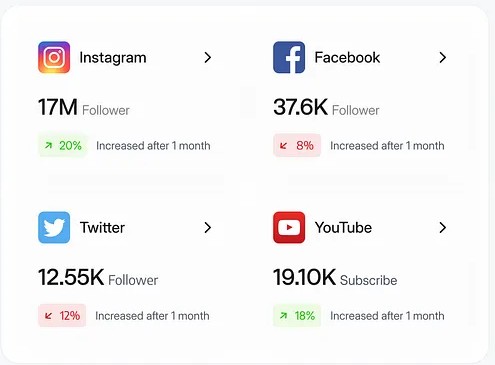 Instagram
17M Follower
20% Increased after 1 month
Facebook
37.6K Follower
8% Increased after 1 month
Twitter
12.55K Follower
12% Increased after 1 month
YouTube
19.10K Subscribe
18% Increased after 1 month